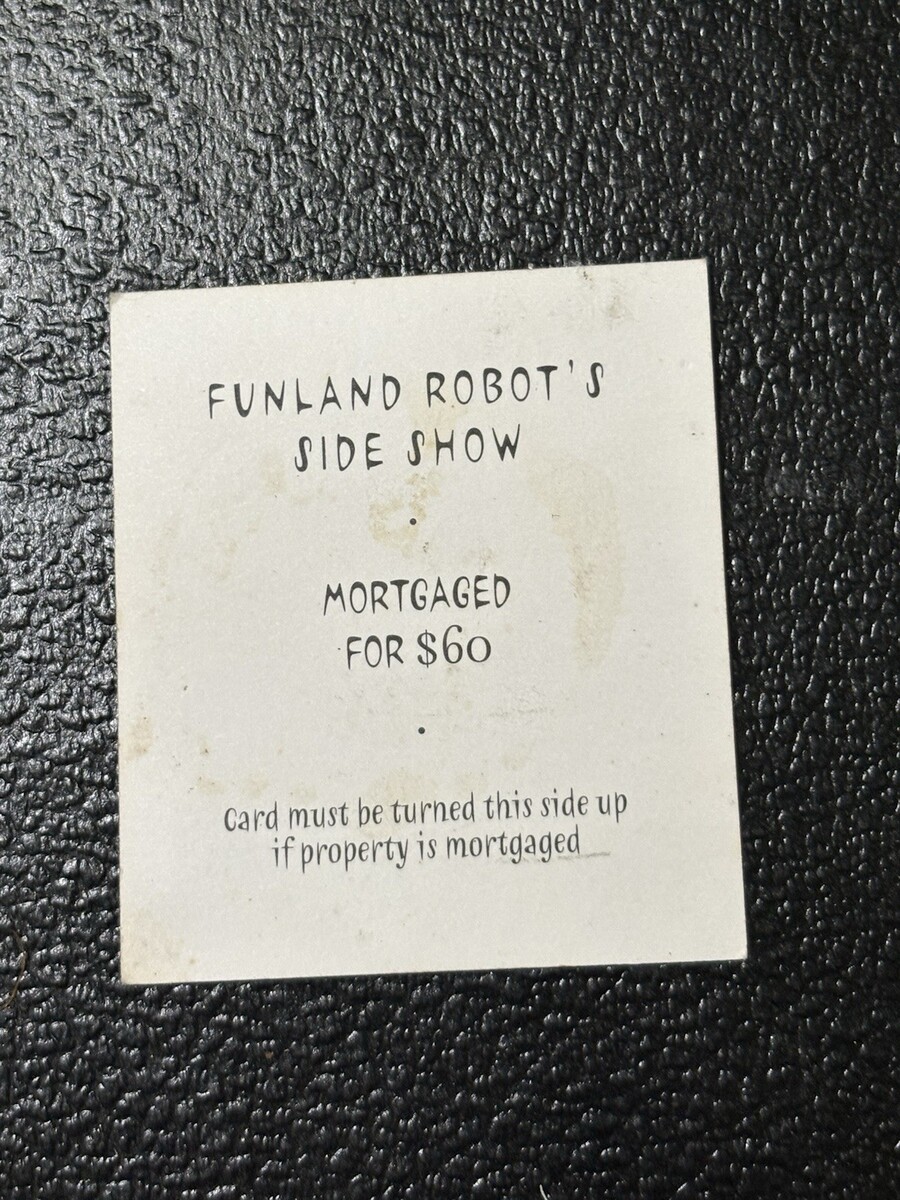 FUNLAND ROBOT'S
SIDE SHOW
•
MORTGAGED
FOR $60
•
Card must be turned this side up
if property is mortgaged